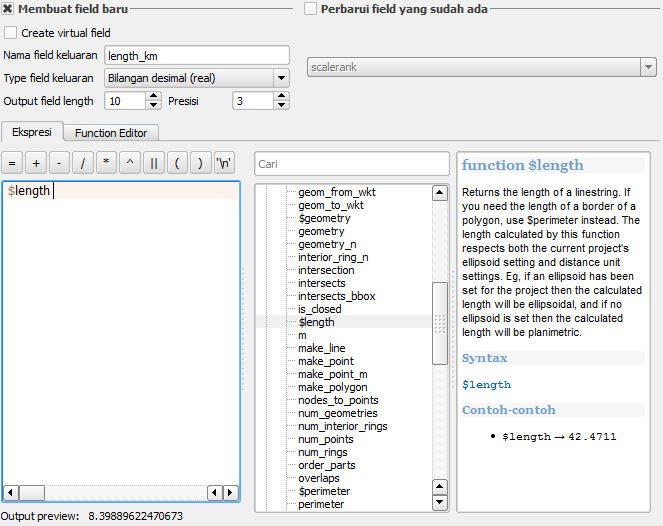 Membuat field baru
Perbarui field yang sudah ada
Create virtual field
Nama field keluaran length_km
scalerank
Type field keluaran Bilangan desimal (real)
Output field length 10 Presisi 3
Ekspresi Function Editor
= + - / * ^ || ( ) '\n'
Cari
$length
geom_from_wkt
geom_to_wkt
$geometry
geometry
geometry_n
interior_ring_n
intersection
intersects
intersects_bbox
is_closed
$length
m
make_line
make_point
make_point_m
make_polygon
nodes_to_points
num_geometries
num_interior_rings
num_points
num_rings
order_parts
overlaps
$perimeter
perimeter
function $length
Returns the length of a linestring. If
you need the length of a border of a
polygon, use $perimeter instead. The
length calculated by this function
respects both the current project's
ellipsoid setting and distance unit
settings. Eg, if an ellipsoid has been
set for the project then the calculated
length will be ellipsoidal, and if no
ellipsoid is set then the calculated
length will be planimetric.
Syntax
$length
Contoh-contoh
• $length → 42.4711
Output preview: 8.39889622470673